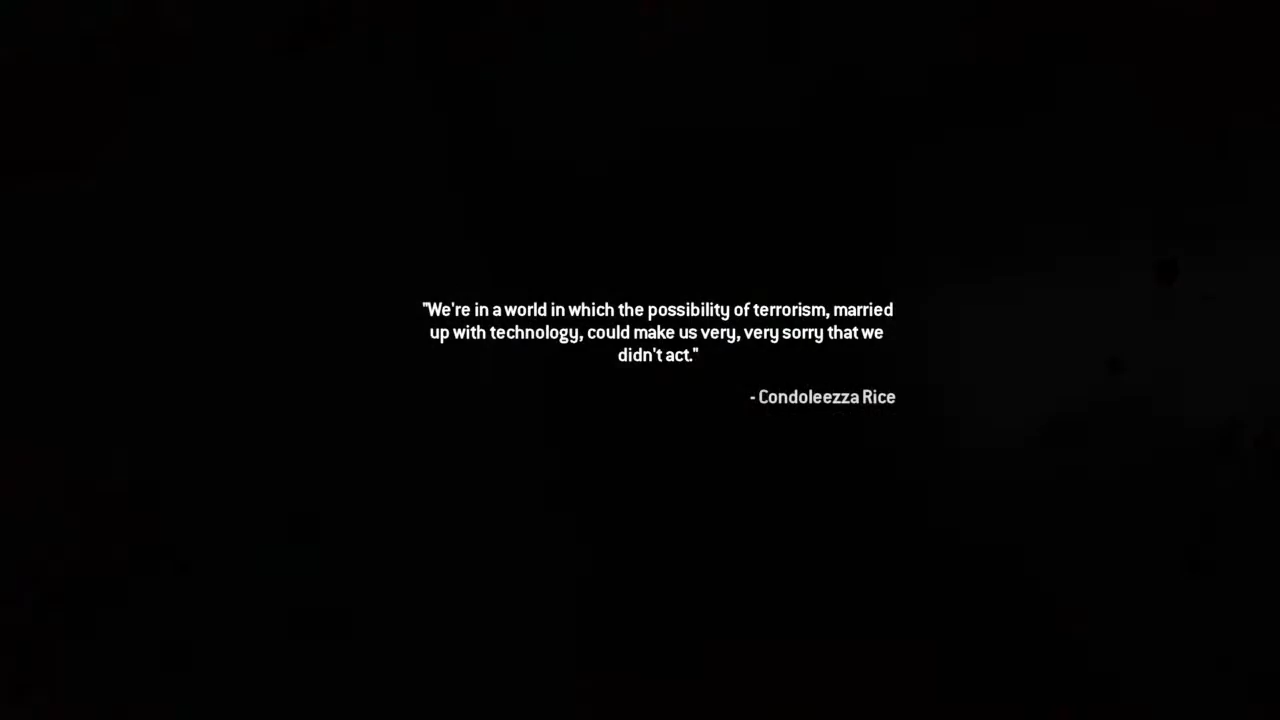 "We're in a world in which the possibility of terrorism, married
up with technology, could make us very, very sorry that we
didn't act."
- Condoleezza Rice